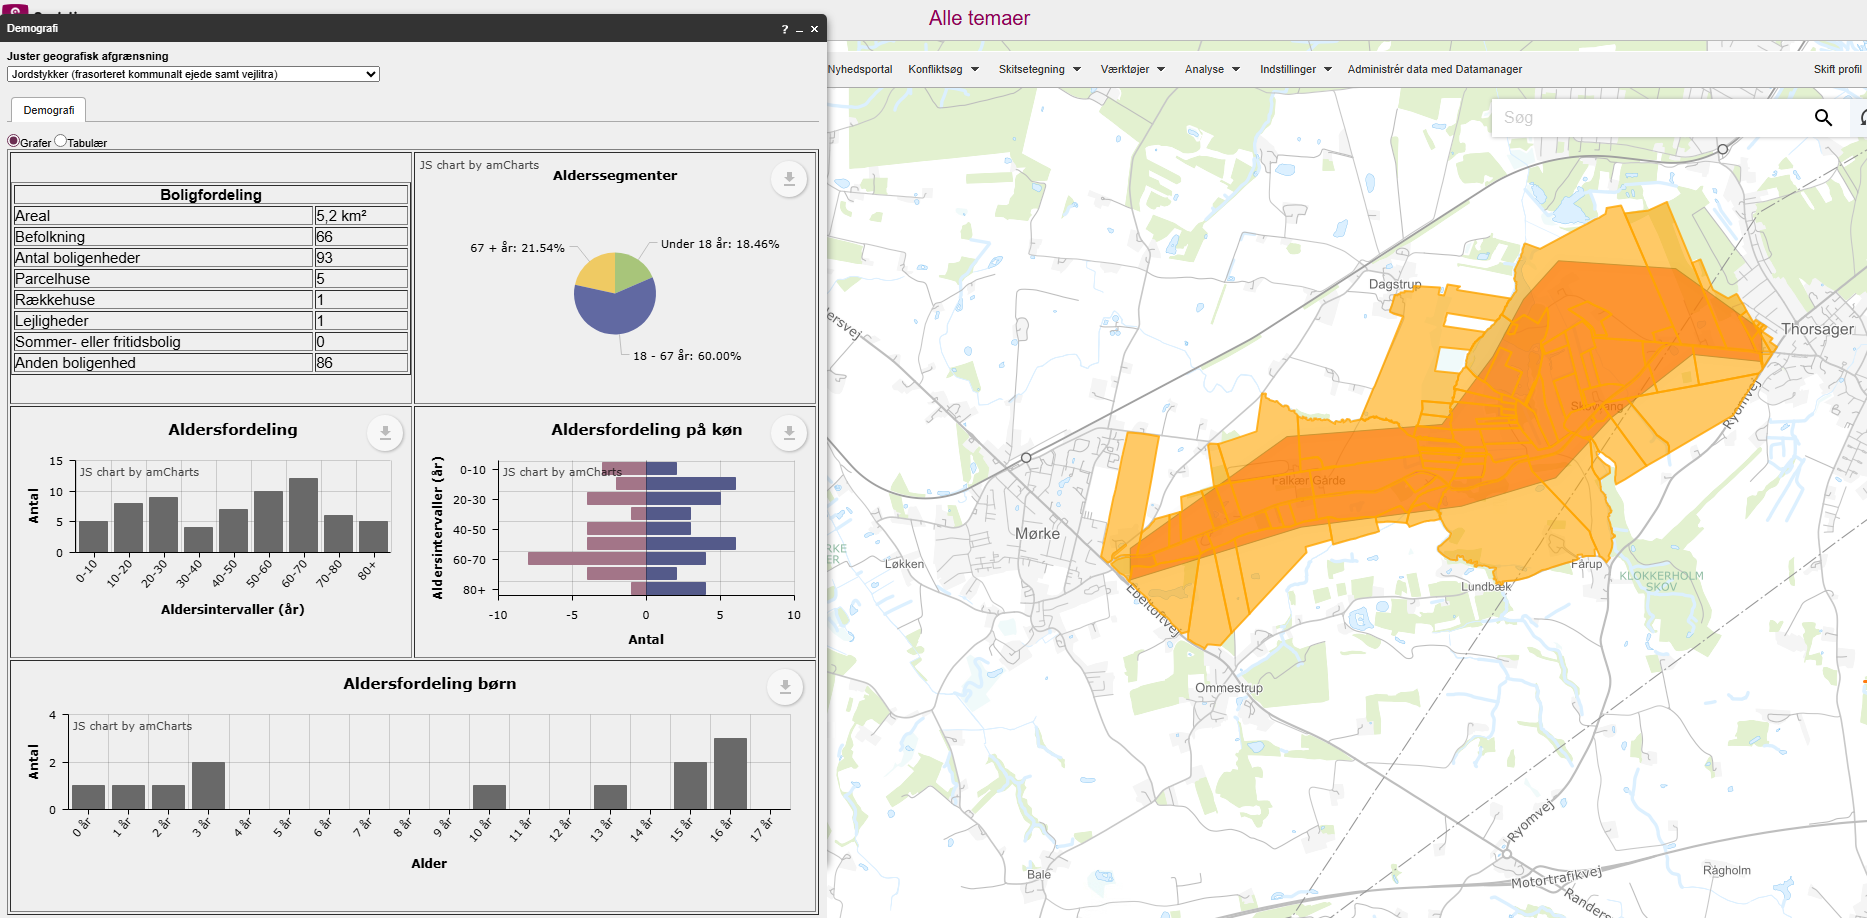 Alle temaer
Demografi
? _ ×
Juster geografisk afgrænsning
Jordstykker (frasorteret kommunalt ejede samt vejlitra)
Demografi
Grafer Tabulær
Boligfordeling
Areal 5,2 km²
Befolkning 66
Antal boligenheder 93
Parcelhuse 5
Rækkehuse 1
Lejligheder 1
Sommer- eller fritidsbolig 0
Anden boligenhed 86
JS chart by amCharts
Alderssegmenter
67 + år: 21.54%
Under 18 år: 18.46%
18 - 67 år: 60.00%
Aldersfordeling
JS chart by amCharts
Antal
15
10
5
0
0-10 10-20 20-30 30-40 40-50 50-60 60-70 70-80 80+
Aldersintervaller (år)
Aldersfordeling på køn
JS chart by amCharts
Aldersintervaller (år)
0-10
20-30
40-50
60-70
80+
-10 -5 0 5 10
Antal
Aldersfordeling børn
JS chart by amCharts
Antal
4
2
0
0 år 1 år 2 år 3 år 4 år 5 år 6 år 7 år 8 år 9 år 10 år 11 år 12 år 13 år 14 år 15 år 16 år 17 år
Alder
Nyhedsportal Konfliktsøg Skitsetegning Værktøjer Analyse Indstillinger Administrér data med Datamanager Skift profil
Søg
Dagstrup
Thorsager
ersvej
Ryomvej
Falkær Gårde
Mørke
Løkken
Fårup
Lundbæk
KLOKKERHOLM
SKOV
Ebeltoftvej
Ommestrup
Ryomvej
Bale
Motortrafikvej
Rågholm
Randers